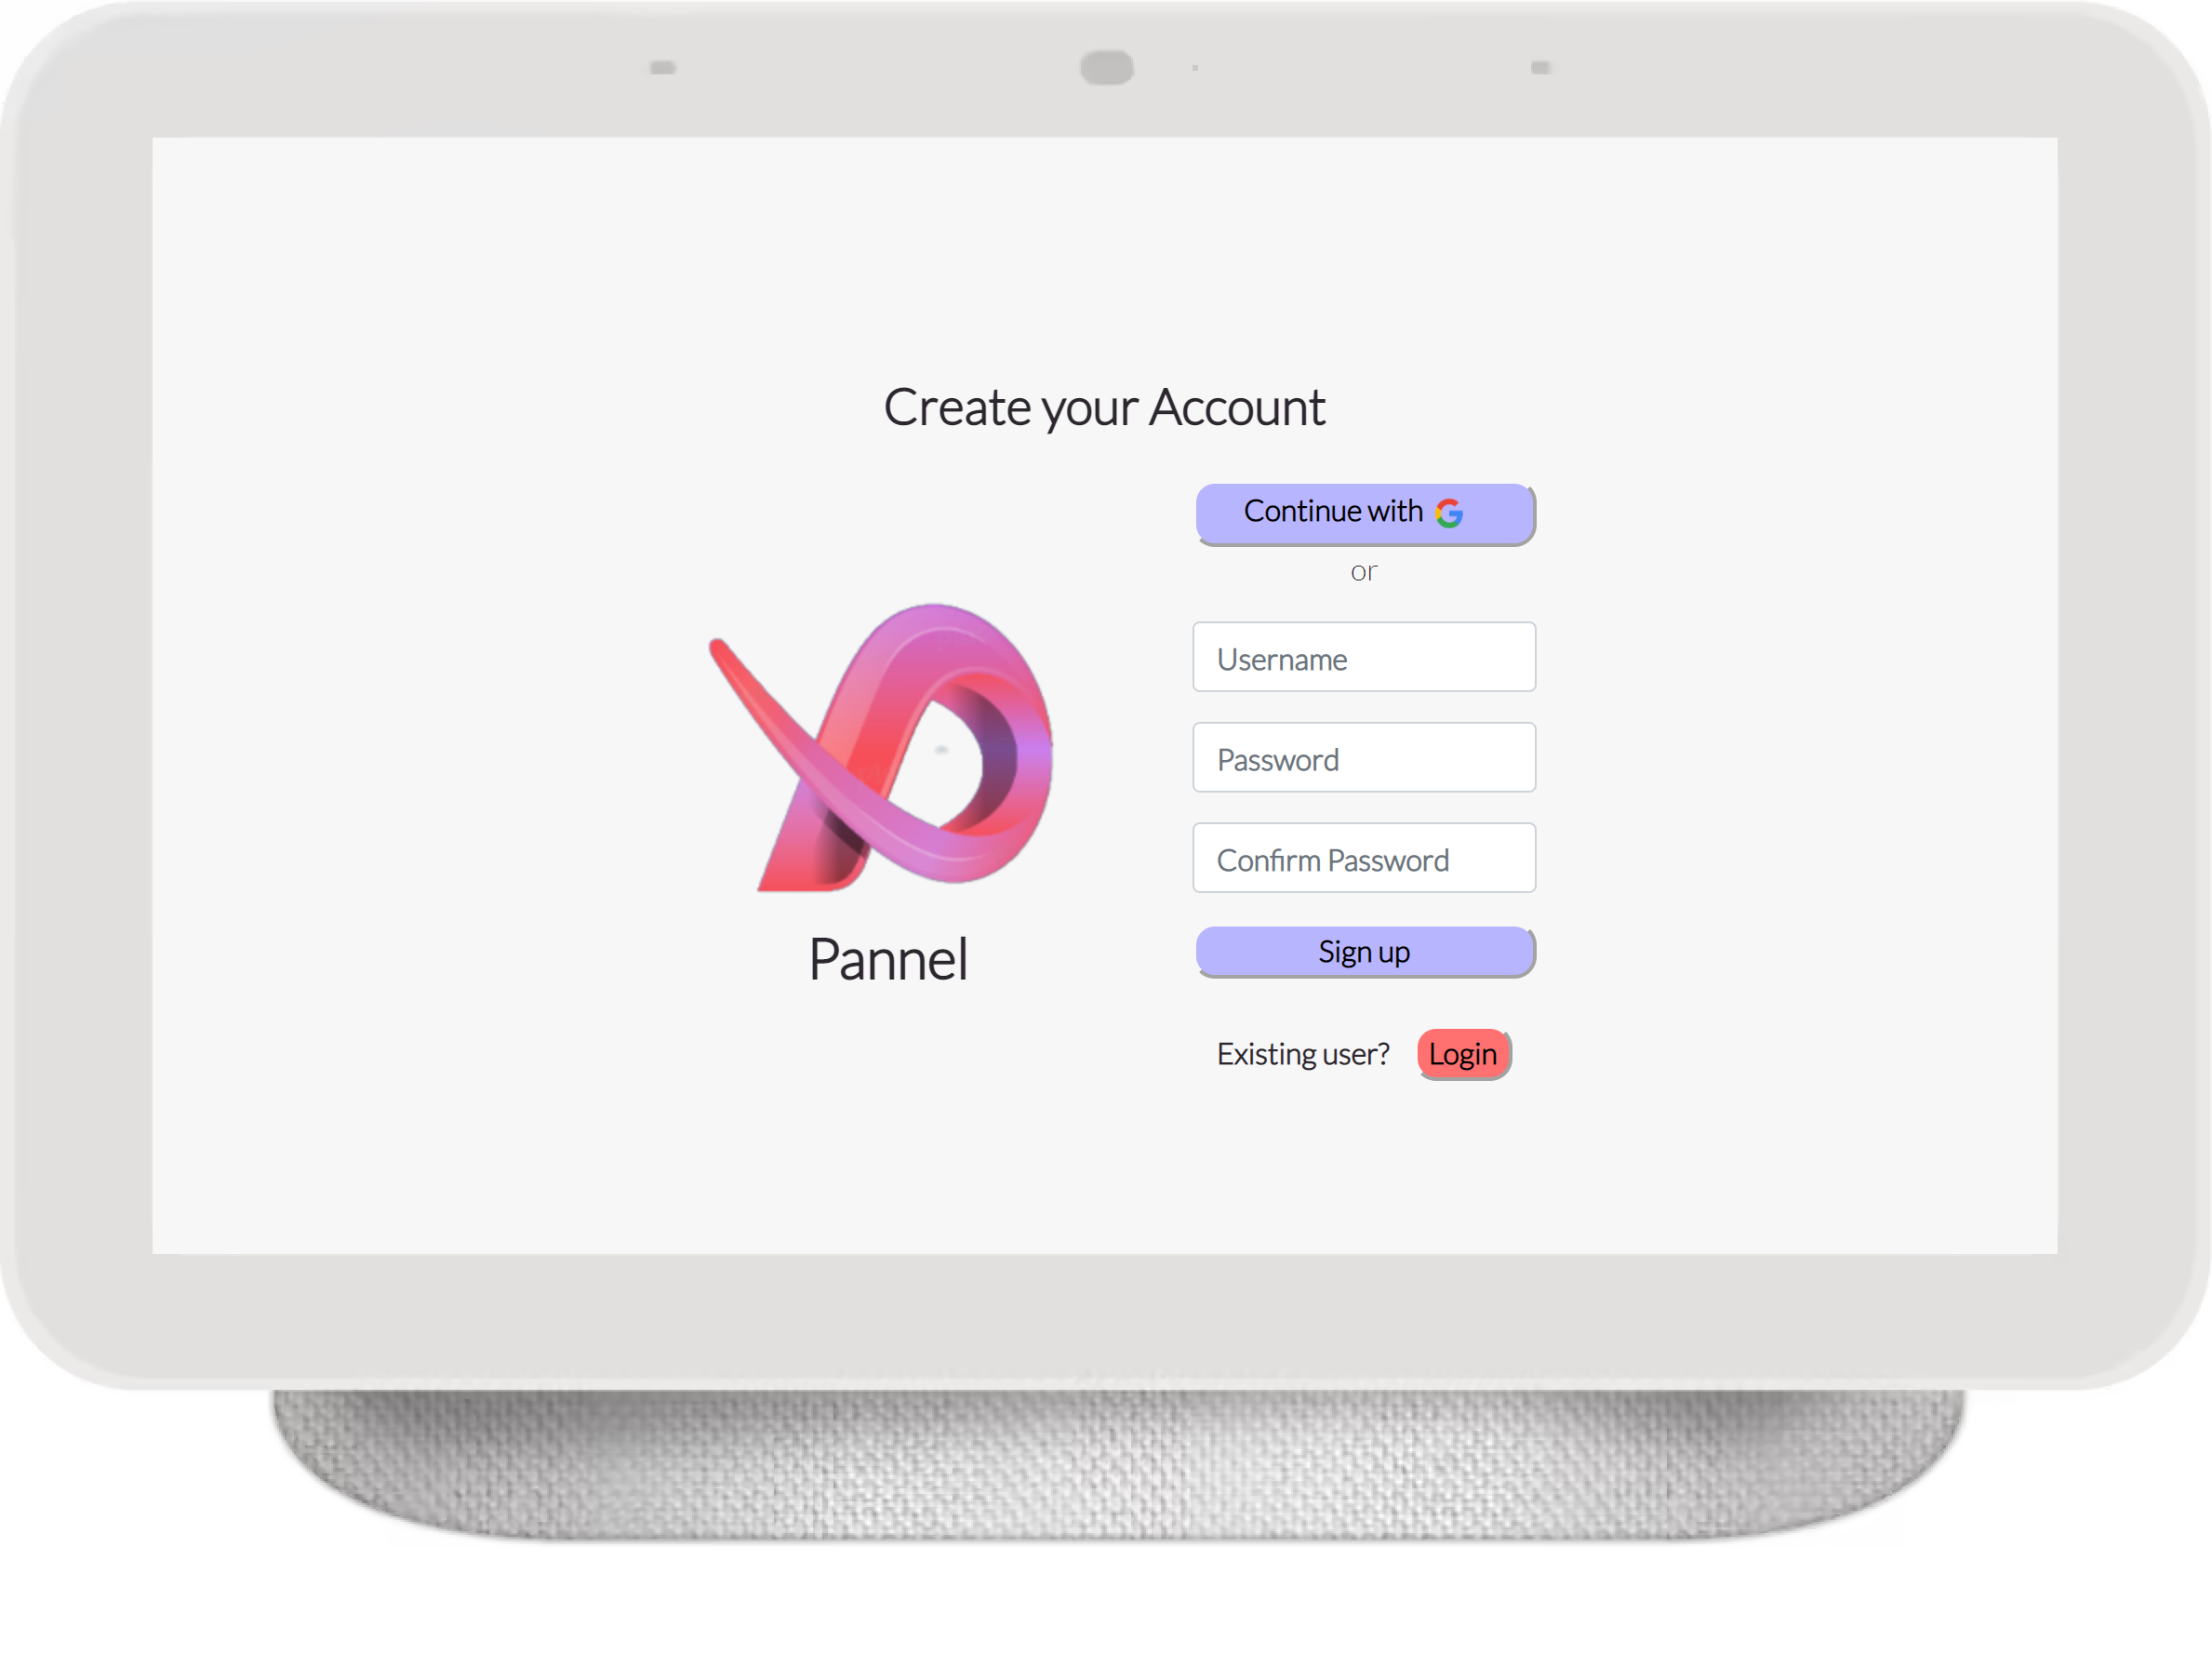 Create your Account
Continue with
or
Username
Password
Confirm Password
Sign up
Pannel
Existing user? Login